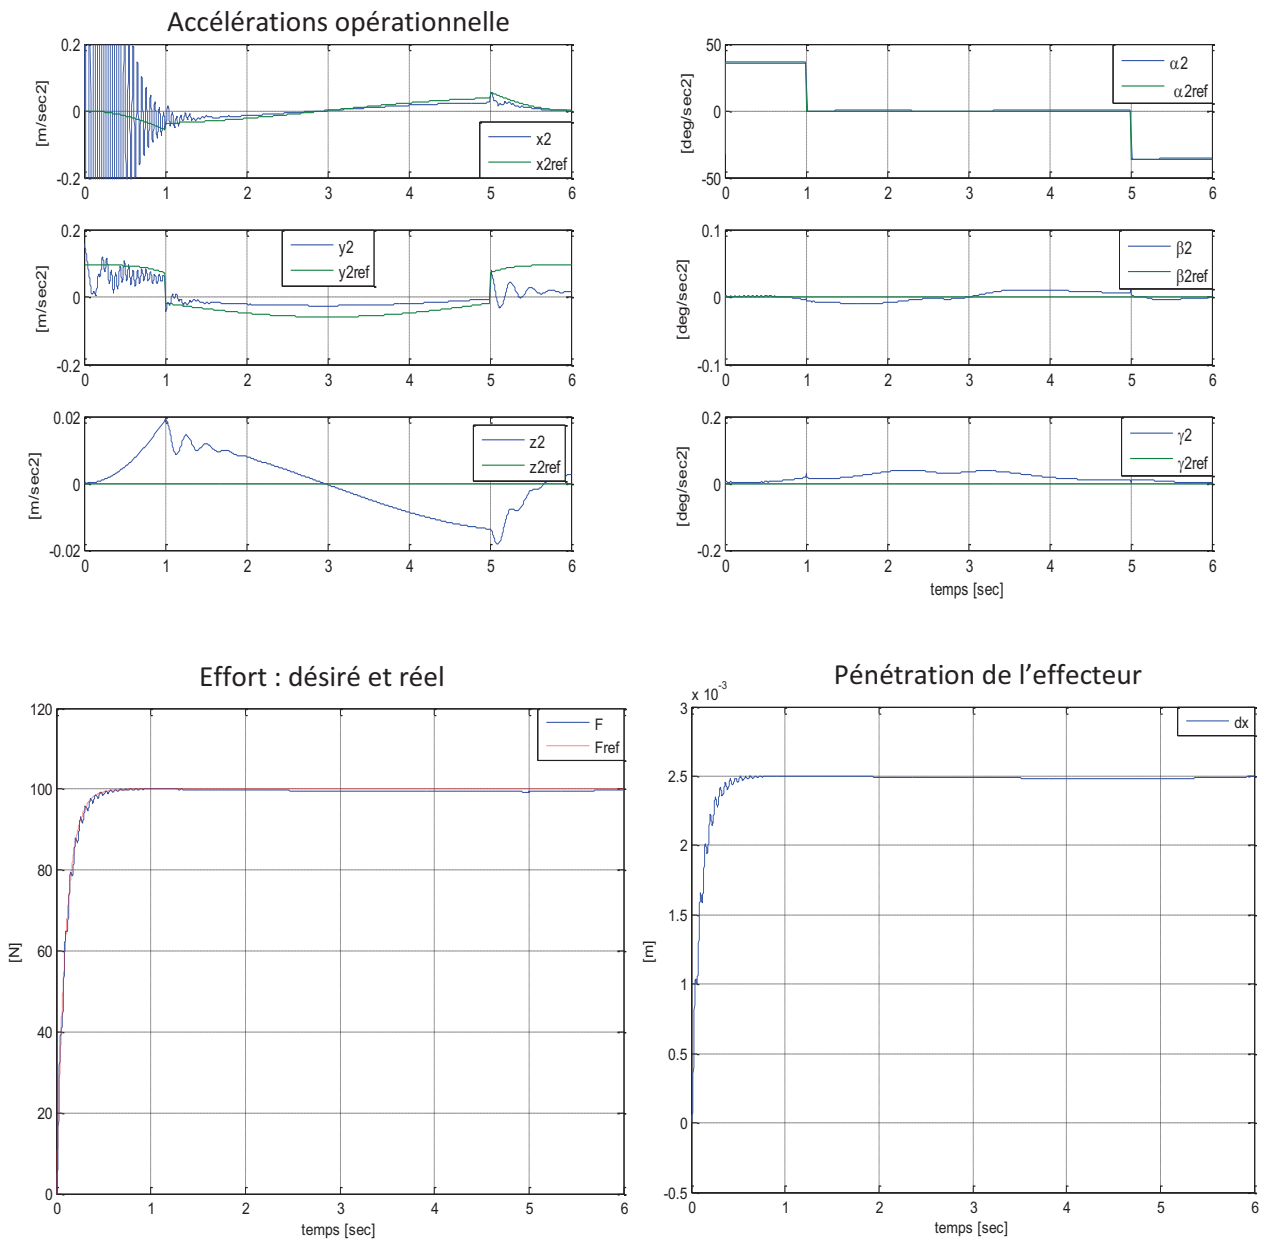 Accélérations opérationnelle
0.2
0
-0.2
[m/sec2]
x2
x2ref
0 1 2 3 4 5 6
50
0
-50
[deg/sec2]
α2
α2ref
0 1 2 3 4 5 6
0.2
0
-0.2
[m/sec2]
y2
y2ref
0 1 2 3 4 5 6
0.1
0
-0.1
[deg/sec2]
β2
β2ref
0 1 2 3 4 5 6
0.02
0
-0.02
[m/sec2]
z2
z2ref
0 1 2 3 4 5 6
0.2
0
-0.2
[deg/sec2]
γ2
γ2ref
0 1 2 3 4 5 6
temps [sec]
Effort : désiré et réel
120
100
80
60
40
20
0
[N]
F
Fref
0 1 2 3 4 5 6
temps [sec]
Pénétration de l’effecteur
x 10-3
3
2.5
2
1.5
1
0.5
0
-0.5
[m]
dx
0 1 2 3 4 5 6
temps [sec]